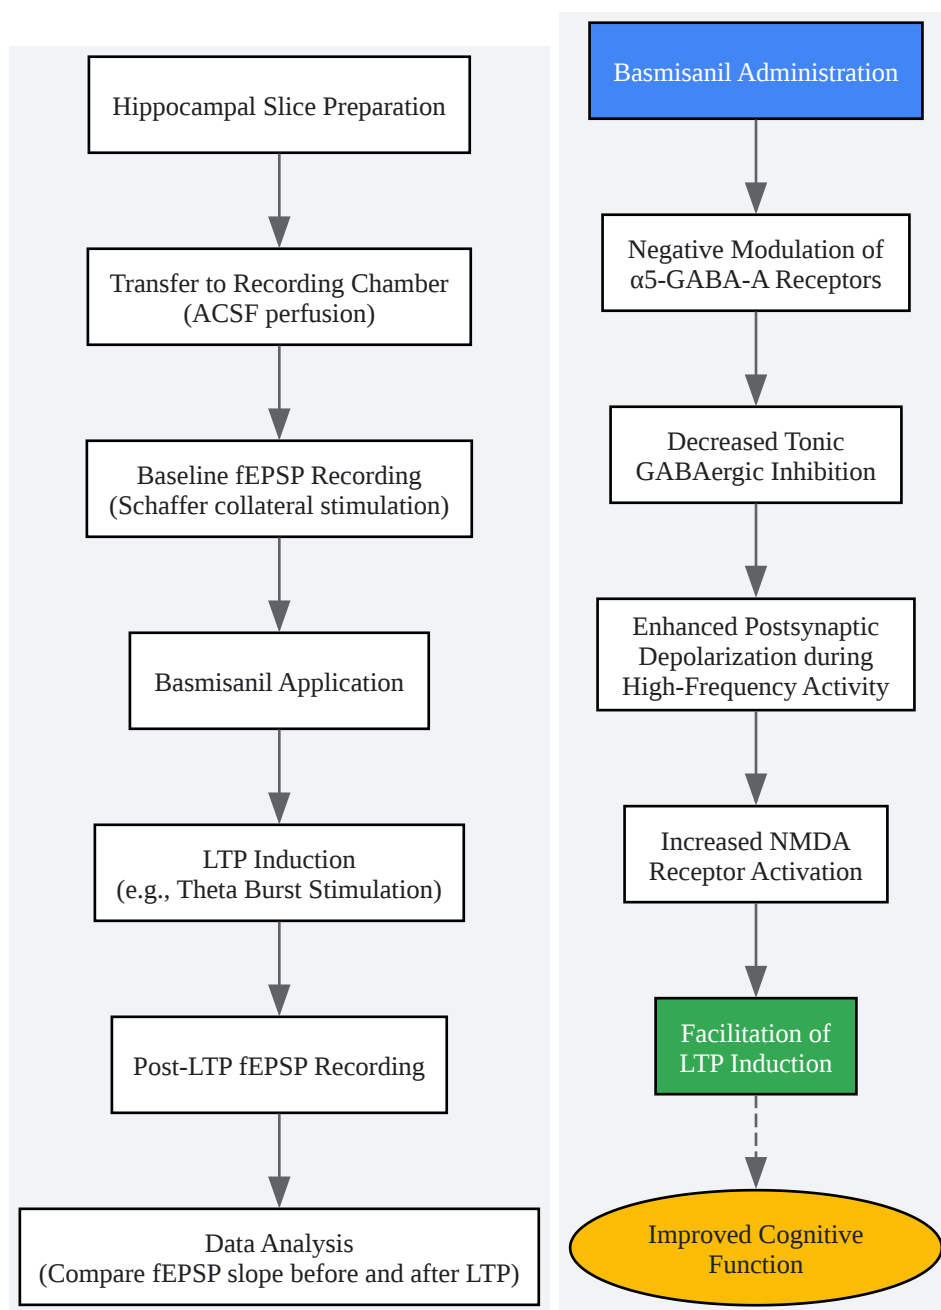 Hippocampal Slice Preparation
Transfer to Recording Chamber
(ACSF perfusion)
Baseline fEPSP Recording
(Schaffer collateral stimulation)
Basmisanil Application
LTP Induction
(e.g., Theta Burst Stimulation)
Post-LTP fEPSP Recording
Data Analysis
(Compare fEPSP slope before and after LTP)
Basmisanil Administration
Negative Modulation of
α5-GABA-A Receptors
Decreased Tonic
GABAergic Inhibition
Enhanced Postsynaptic
Depolarization during
High-Frequency Activity
Increased NMDA
Receptor Activation
Facilitation of
LTP Induction
Improved Cognitive
Function